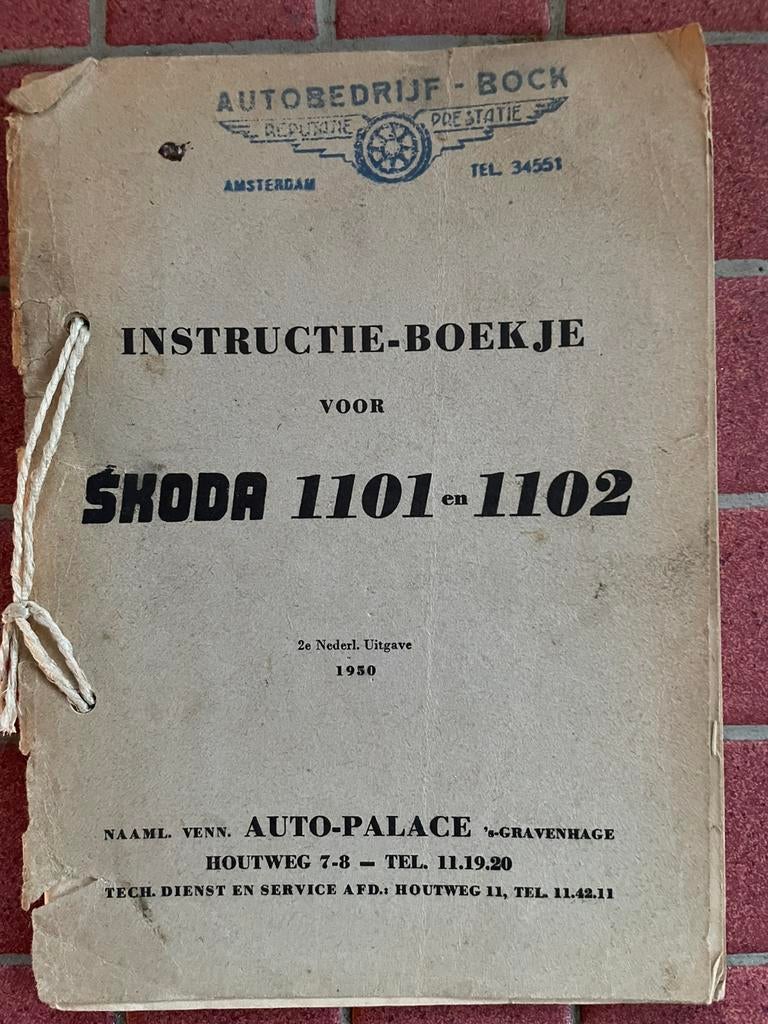 AUTOBEDRIJF - BOCK
REPUTATIE PRESTATIE
AMSTERDAM TEL. 34551
INSTRUCTIE-BOEKJE
VOOR
ŠKODA 1101 en 1102
2e Nederl. Uitgave
1950
NAAML. VENN. AUTO-PALACE 's-GRAVENHAGE
HOUTWEG 7-8 — TEL. 11.19.20
TECH. DIENST EN SERVICE AFD.: HOUTWEG 11, TEL. 11.42.11